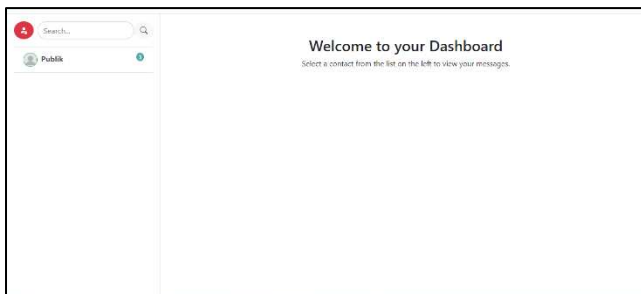 Search...
Publik
Welcome to your Dashboard
Select a contact from the list on the left to view your messages.